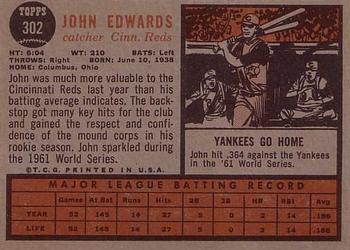 TOPPS
302
JOHN EDWARDS
catcher Cinn. Reds
HT: 6:04 WT: 210 BATS: Left
THROWS: Right BORN: June 10, 1938
HOME: Columbus, Ohio
John was much more valuable to the
Cincinnati Reds last year than his
batting average indicates. The back-
stop got many key hits for the club
and gained the respect and confi-
dence of the mound corps in his
rookie season. John sparkled during
the 1961 World Series.
©T.C.G. PRINTED IN U.S.A.
YANKEES GO HOME
John hit .364 against the Yankees
in the '61 World Series.
MAJOR LEAGUE BATTING RECORD
Games At Bat Runs Hits 2B 3B HR RBI Avg.
YEAR 52 145 14 27 5 0 2 .186
LIFE 52 145 14 27 5 0 2 .186